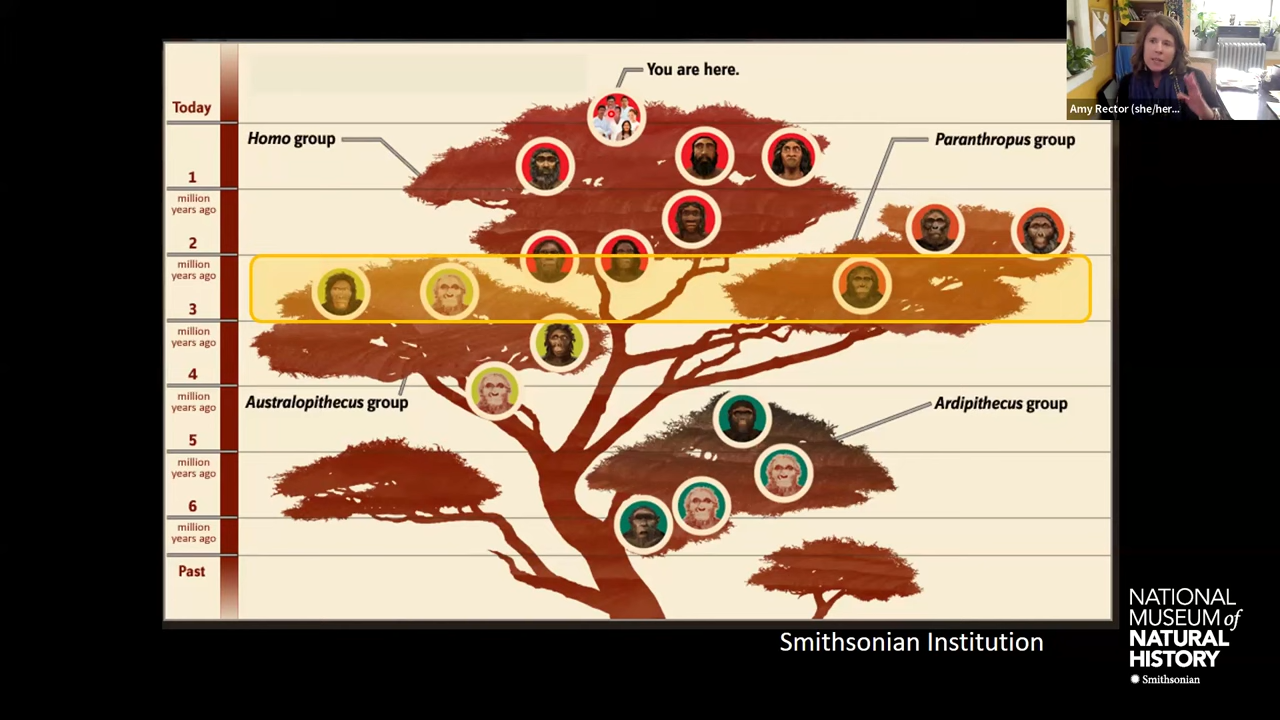 Amy Rector (she/her...
You are here.
Today
Homo group
Paranthropus group
1
million
years ago
2
million
years ago
3
million
years ago
4
Australopithecus group
Ardipithecus group
million
years ago
5
million
years ago
6
million
years ago
Past
Smithsonian Institution
NATIONAL
MUSEUM of
NATURAL
HISTORY
Smithsonian